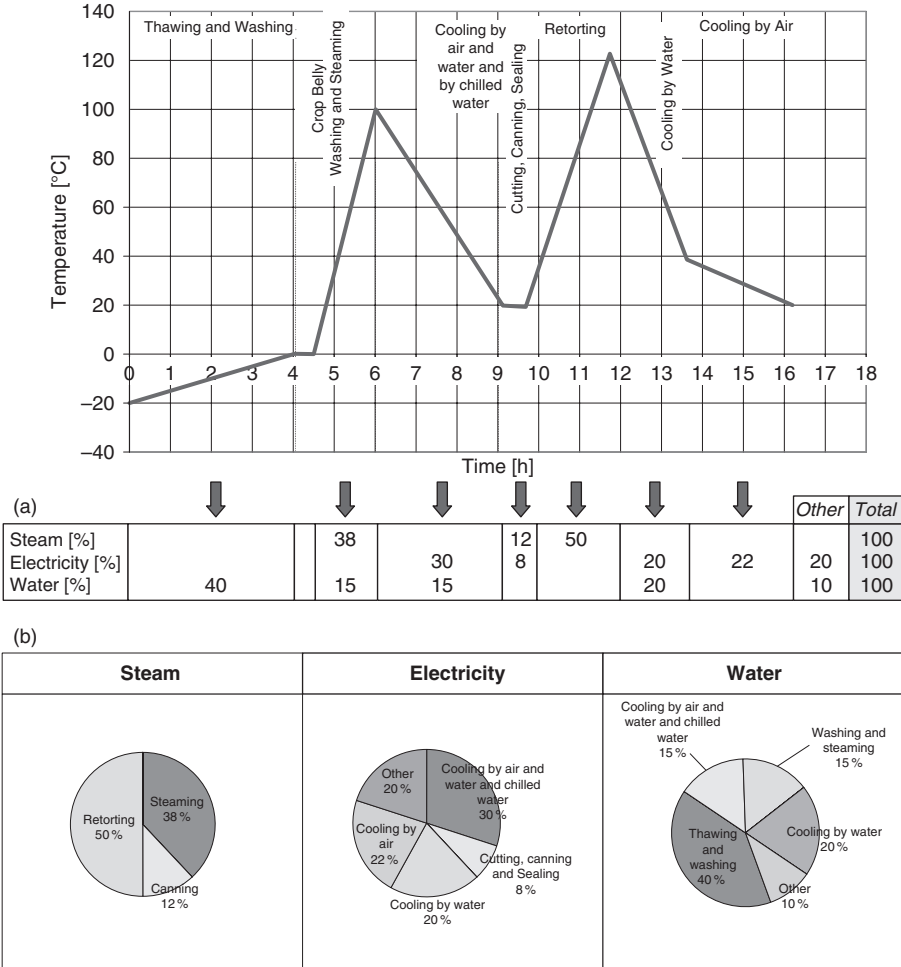 140
120
100
80
60
40
20
0
–20
–40
Temperature [°C]
Thawing and Washing
Crop Belly
Washing and Steaming
Cooling by
air and
water and
by chilled
water
Cutting, Canning, Sealing
Retorting
Cooling by Water
Cooling by Air
0 1 2 3 4 5 6 7 8 9 10 11 12 13 14 15 16 17 18
Time [h]
(a)
Other Total
Steam [%] 38 12 50 100
Electricity [%] 30 8 20 22 20 100
Water [%] 40 15 15 20 10 100
(b)
Steam
Electricity
Water
Steaming
38 %
Retorting
50 %
Canning
12 %
Other
20 %
Cooling by air and
water and chilled
water
30 %
Cooling by
air
22 %
Cutting, canning
and Sealing
8 %
Cooling by water
20 %
Cooling by air and
water and chilled
water
15 %
Washing and
steaming
15 %
Thawing
and
washing
40 %
Cooling by water
20 %
Other
10 %